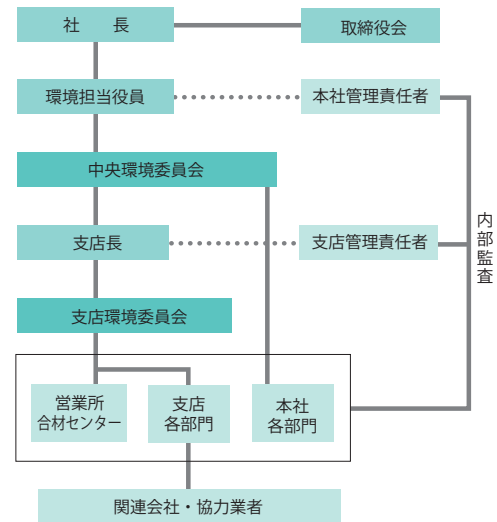 社　長
取締役会
環境担当役員
本社管理責任者
中央環境委員会
支店長
支店管理責任者
内部監査
支店環境委員会
営業所
合材センター
支店
各部門
本社
各部門
関連会社・協力業者